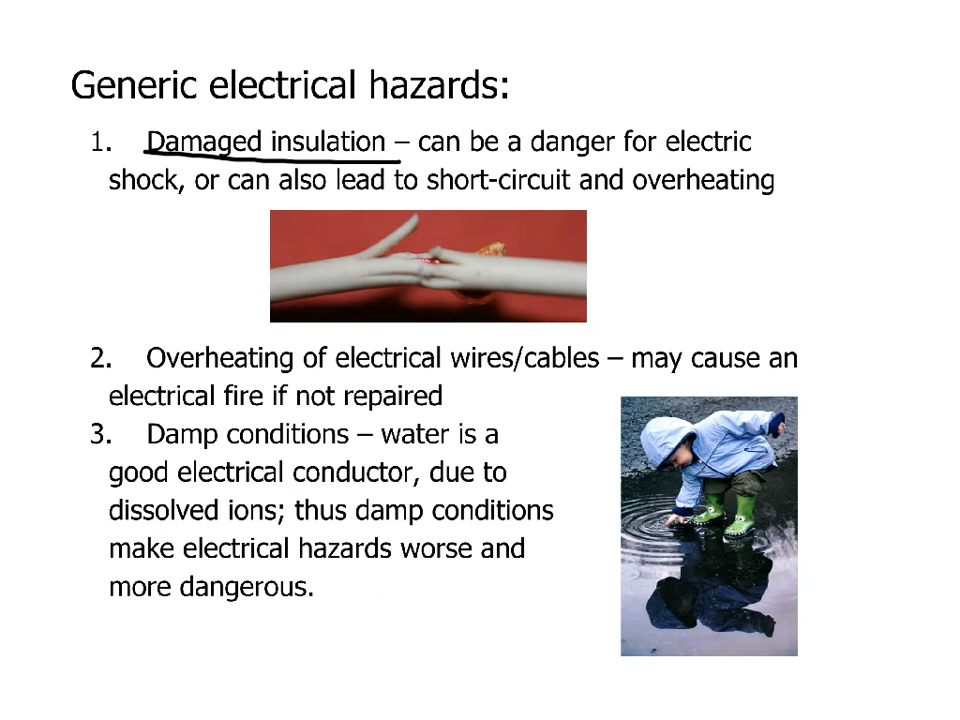 Generic electrical hazards:
1. Damaged insulation – can be a danger for electric
shock, or can also lead to short-circuit and overheating
2. Overheating of electrical wires/cables – may cause an
electrical fire if not repaired
3. Damp conditions – water is a
good electrical conductor, due to
dissolved ions; thus damp conditions
make electrical hazards worse and
more dangerous.